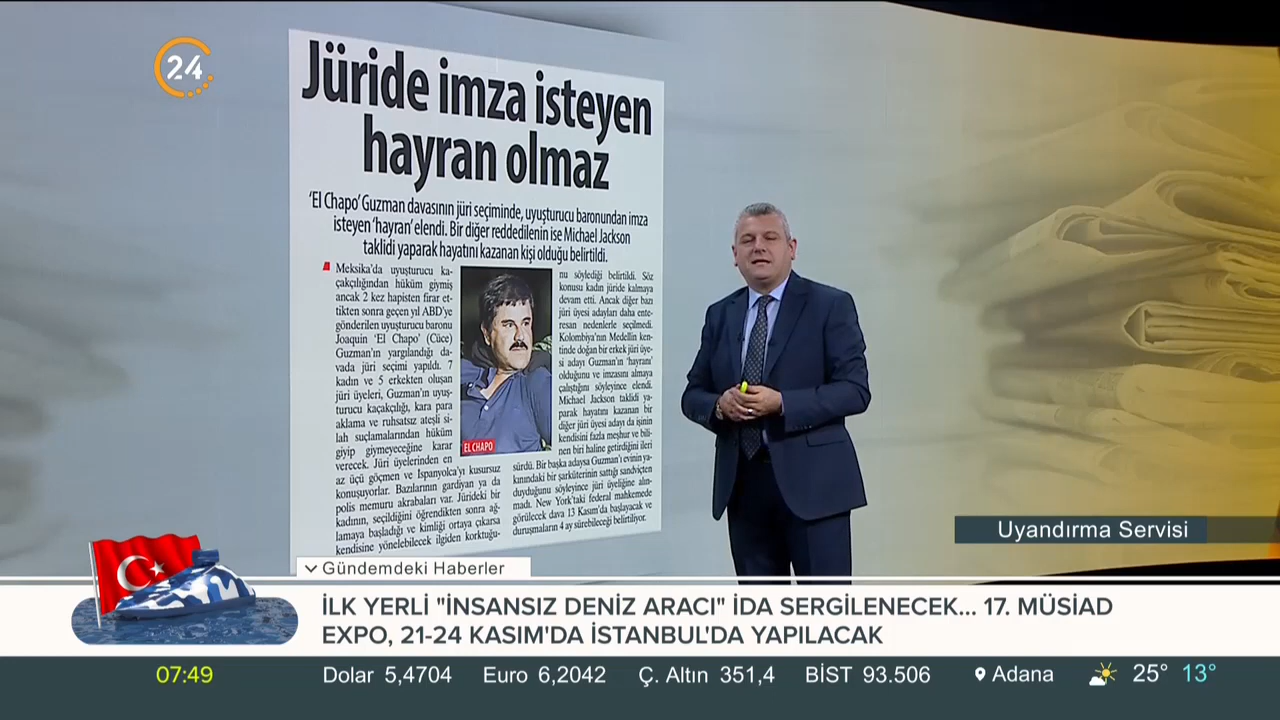 24
Jüride imza isteyen
hayran olmaz
'El Chapo' Guzman davasının jüri seçiminde, uyuşturucu baronundan imza
isteyen 'hayran' elendi. Bir diğer reddedilenin ise Michael Jackson
taklidi yaparak hayatını kazanan kişi olduğu belirtildi.
Meksika'da uyuşturucu ka-
çakçılığından hüküm giymiş
ancak 2 kez hapisten firar et-
tikten sonra geçen yıl ABD'ye
gönderilen uyuşturucu baronu
Joaquin 'El Chapo' (Cüce)
Guzman'ın yargılandığı da-
vada jüri seçimi yapıldı. 7
kadın ve 5 erkekten oluşan
jüri üyeleri, Guzman'ın uyuş-
turucu kaçakçılığı, kara para
aklama ve ruhsatsız ateşli si-
lah suçlamalarından hüküm
giyip giymeyeceğine karar
verecek. Jüri üyelerinden en
az üçü göçmen ve İspanyolca'yı kusursuz
konuşuyorlar. Bazılarının gardiyan ya da
polis memuru akrabaları var. Jürideki bir
kadının, seçildiğini öğrendikten sonra ağ-
lamaya başladığı ve kimliği ortaya çıkarsa
kendisine yönelebilecek ilgiden korktuğu-
EL CHAPO
nu söylediği belirtildi. Söz
konusu kadın jüride kalmaya
devam etti. Ancak diğer bazı
jüri üyesi adayları daha ente-
resan nedenlerle seçilmedi.
Kolombiya'nın Medellin ken-
tinde doğan bir erkek jüri üye-
si adayı Guzman'ın 'hayranı'
olduğunu ve imzasını almaya
çalıştığını söyleyince elendi.
Michael Jackson taklidi ya-
parak hayatını kazanan bir
diğer jüri üyesi adayı da işinin
kendisini fazla meşhur ve bili-
nen biri haline getirdiğini ileri
sürdü. Bir başka adaysa Guzman'ı evinin ya-
kınındaki bir şarküterinin sattığı sandviçten
duyduğunu söyleyince jüri üyeliğine alın-
madı. New York'taki federal mahkemede
görülecek dava 13 Kasım'da başlayacak ve
duruşmaların 4 ay sürebileceği belirtiliyor.
Uyandırma Servisi
Gündemdeki Haberler
İLK YERLİ "İNSANSIZ DENİZ ARACI" İDA SERGİLENECEK... 17. MÜSİAD
EXPO, 21-24 KASIM'DA İSTANBUL'DA YAPILACAK
07:49 Dolar 5,4704 Euro 6,2042 Ç. Altın 351,4 BİST 93.506 Adana 25° 13°